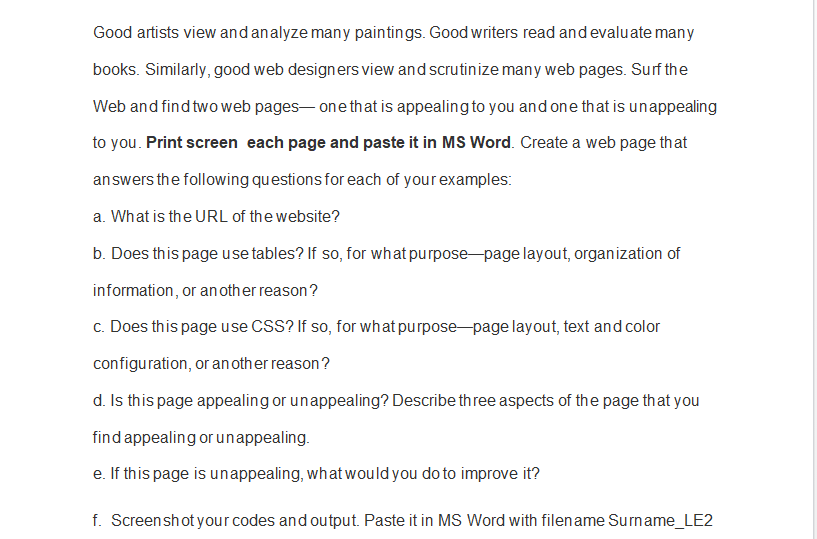 Good artists view and analyze many paintings. Good writers read and evaluate many
books. Similarly, good web designers view and scrutinize many web pages. Surf the
Web and find two web pages— one that is appealing to you and one that is unappealing
to you. Print screen  each page and paste it in MS Word. Create a web page that
answers the following questions for each of your examples:
a. What is the URL of the website?
b. Does this page use tables? If so, for what purpose—page layout, organization of
information, or another reason?
c. Does this page use CSS? If so, for what purpose—page layout, text and color
configuration, or another reason?
d. Is this page appealing or unappealing? Describe three aspects of the page that you
find appealing or unappealing.
e. If this page is unappealing, what would you do to improve it?
f.  Screenshot your codes and output. Paste it in MS Word with filename Surname_LE2